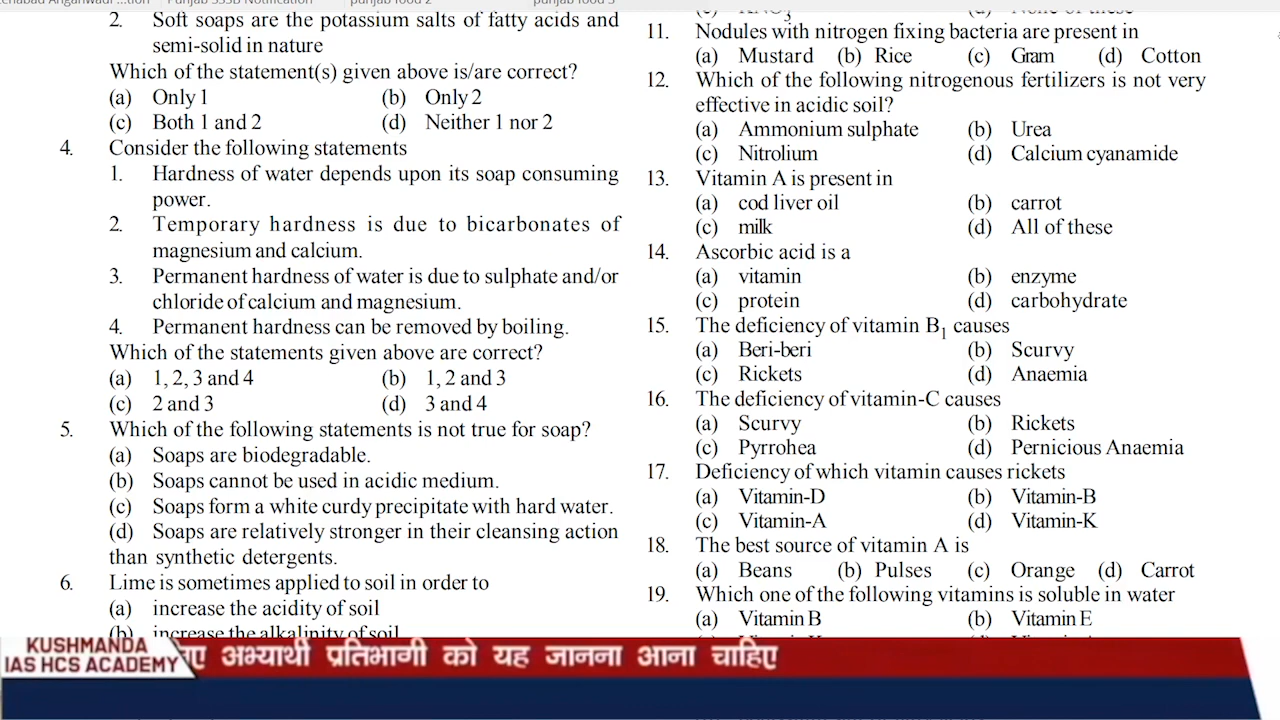 2. Soft soaps are the potassium salts of fatty acids and
semi-solid in nature
Which of the statement(s) given above is/are correct?
(a) Only 1 (b) Only 2
(c) Both 1 and 2 (d) Neither 1 nor 2
4. Consider the following statements
1. Hardness of water depends upon its soap consuming
power.
2. Temporary hardness is due to bicarbonates of
magnesium and calcium.
3. Permanent hardness of water is due to sulphate and/or
chloride of calcium and magnesium.
4. Permanent hardness can be removed by boiling.
Which of the statements given above are correct?
(a) 1, 2, 3 and 4 (b) 1, 2 and 3
(c) 2 and 3 (d) 3 and 4
5. Which of the following statements is not true for soap?
(a) Soaps are biodegradable.
(b) Soaps cannot be used in acidic medium.
(c) Soaps form a white curdy precipitate with hard water.
(d) Soaps are relatively stronger in their cleansing action
than synthetic detergents.
6. Lime is sometimes applied to soil in order to
(a) increase the acidity of soil
(b) increase the alkalinity of soil
11. Nodules with nitrogen fixing bacteria are present in
(a) Mustard (b) Rice (c) Gram (d) Cotton
12. Which of the following nitrogenous fertilizers is not very
effective in acidic soil?
(a) Ammonium sulphate (b) Urea
(c) Nitrolium (d) Calcium cyanamide
13. Vitamin A is present in
(a) cod liver oil (b) carrot
(c) milk (d) All of these
14. Ascorbic acid is a
(a) vitamin (b) enzyme
(c) protein (d) carbohydrate
15. The deficiency of vitamin B₁ causes
(a) Beri-beri (b) Scurvy
(c) Rickets (d) Anaemia
16. The deficiency of vitamin-C causes
(a) Scurvy (b) Rickets
(c) Pyrrohea (d) Pernicious Anaemia
17. Deficiency of which vitamin causes rickets
(a) Vitamin-D (b) Vitamin-B
(c) Vitamin-A (d) Vitamin-K
18. The best source of vitamin A is
(a) Beans (b) Pulses (c) Orange (d) Carrot
19. Which one of the following vitamins is soluble in water
(a) Vitamin B (b) Vitamin E
KUSHMANDA
IAS HCS ACADEMY
अभ्यार्थी प्रतिभागी को यह जानना आना चाहिए